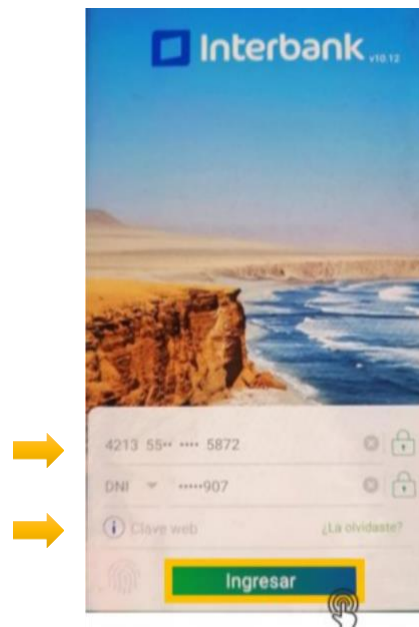 Interbank v10.12
4213 55•• •••• 5872
DNI •••••907
Clave web ¿La olvidaste?
Ingresar